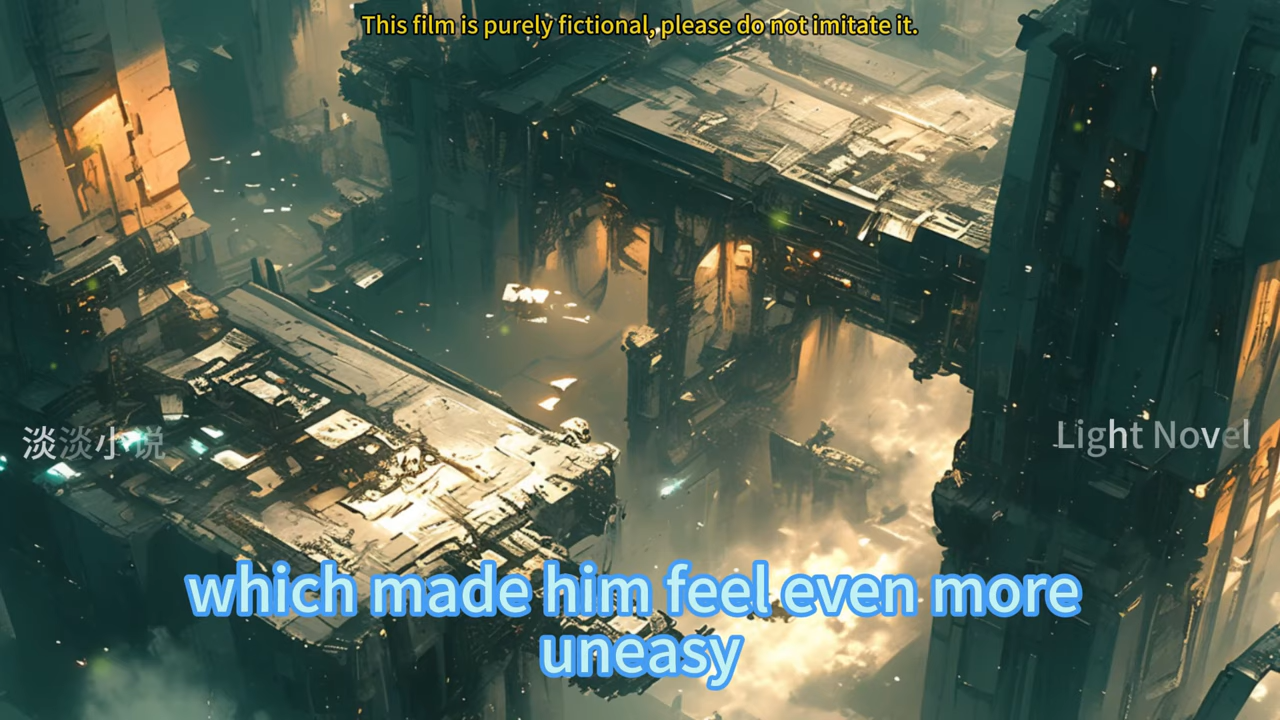 This film is purely fictional, please do not imitate it.
淡淡小说
Light Novel
which made him feel even more
uneasy